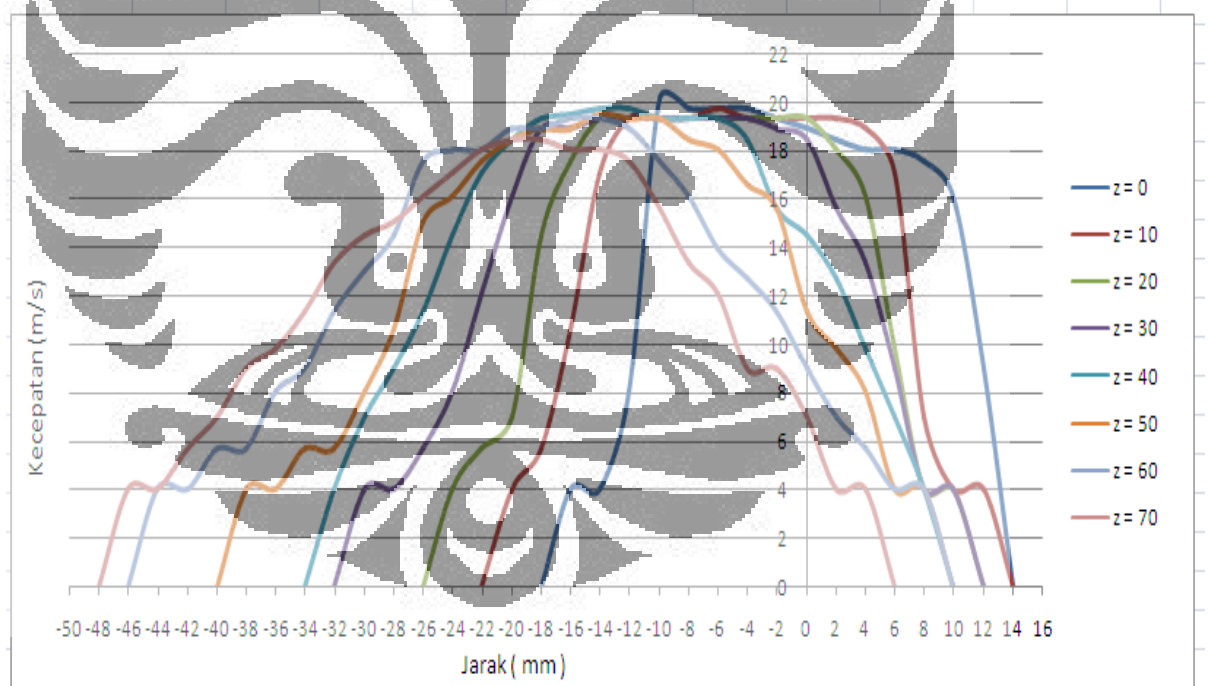 22
20
18
16
14
12
10
8
6
4
2
0
Kecepatan (m/s)
-50 -48 -46 -44 -42 -40 -38 -36 -34 -32 -30 -28 -26 -24 -22 -20 -18 -16 -14 -12 -10 -8 -6 -4 -2 0 2 4 6 8 10 12 14 16
Jarak ( mm )
z = 0
z = 10
z = 20
z = 30
z = 40
z = 50
z = 60
z = 70